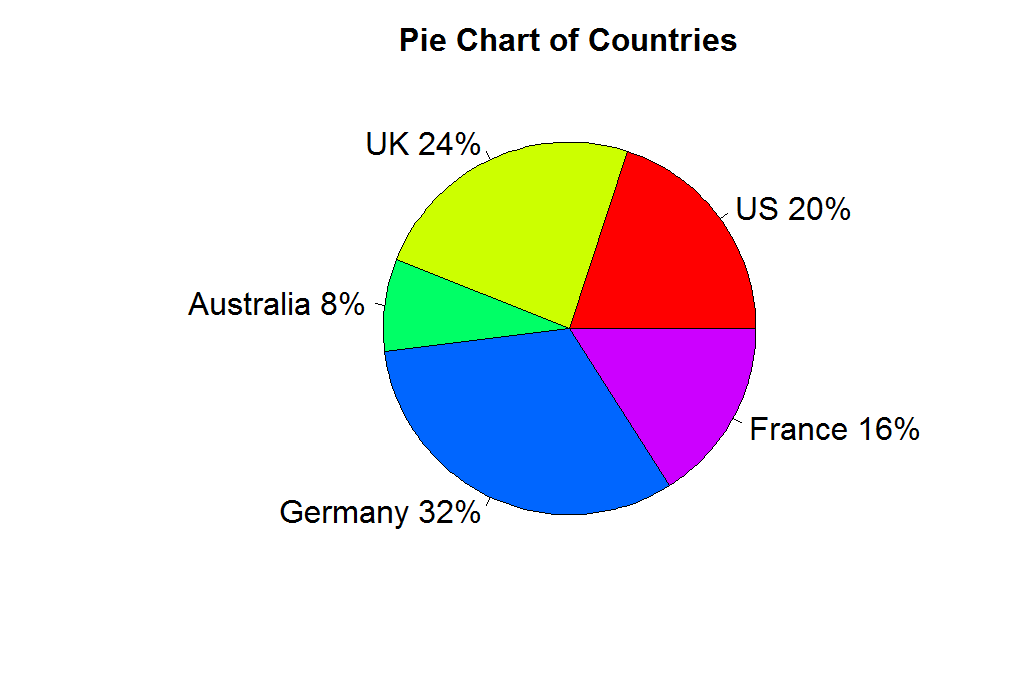 Pie Chart of Countries
UK 24%
US 20%
Australia 8%
France 16%
Germany 32%